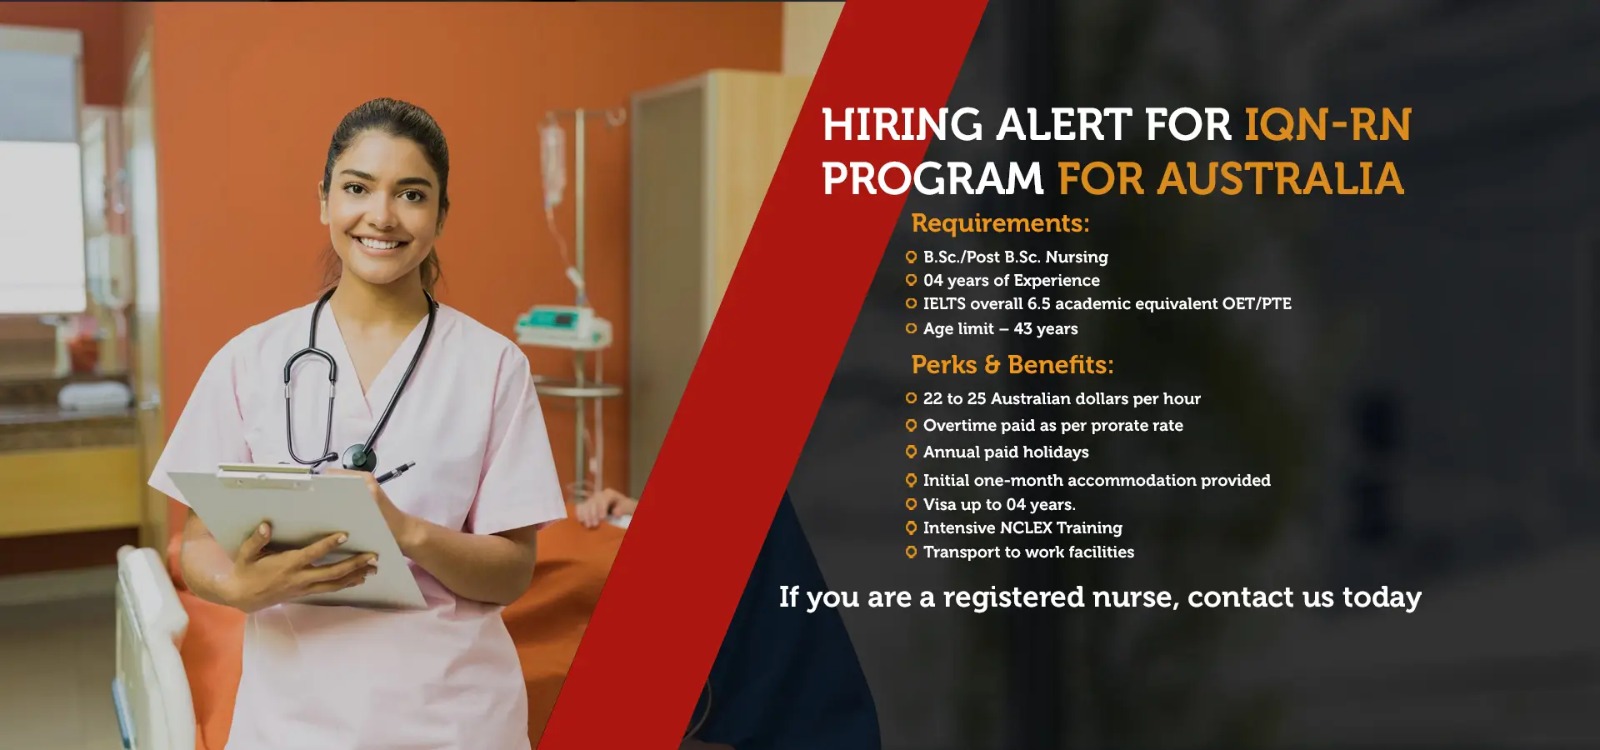 HIRING ALERT FOR IQN-RN
PROGRAM FOR AUSTRALIA
Requirements:
B.Sc./Post B.Sc. Nursing
04 years of Experience
IELTS overall 6.5 academic equivalent OET/PTE
Age limit – 43 years
Perks & Benefits:
22 to 25 Australian dollars per hour
Overtime paid as per prorate rate
Annual paid holidays
Initial one-month accommodation provided
Visa up to 04 years.
Intensive NCLEX Training
Transport to work facilities
If you are a registered nurse, contact us today